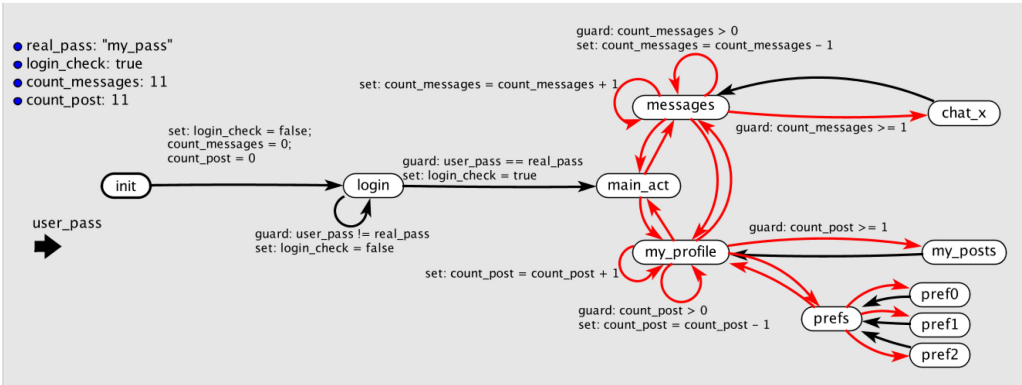 real_pass: "my_pass"
login_check: true
count_messages: 11
count_post: 11
guard: count_messages > 0
set: count_messages = count_messages - 1
set: count_messages = count_messages + 1
messages
chat_x
guard: count_messages >= 1
set: login_check = false;
count_messages = 0;
count_post = 0
guard: user_pass == real_pass
set: login_check = true
init
login
main_act
user_pass
guard: user_pass != real_pass
set: login_check = false
guard: count_post >= 1
my_profile
my_posts
set: count_post = count_post + 1
guard: count_post > 0
set: count_post = count_post - 1
prefs
pref0
pref1
pref2